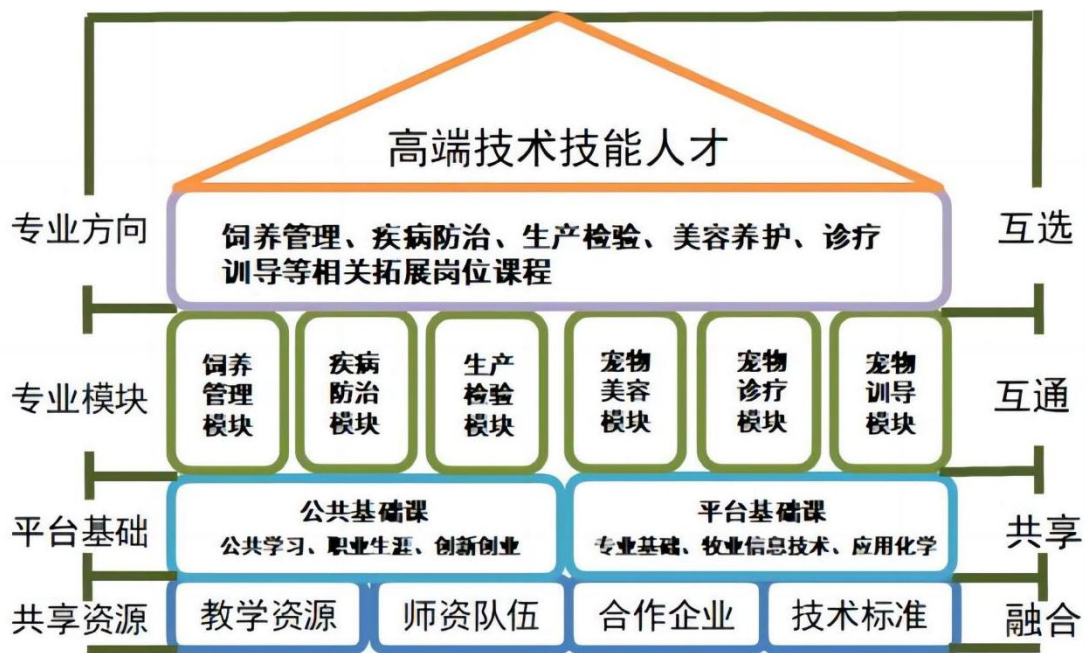 高端技术技能人才
专业方向
饲养管理、疾病防治、生产检验、美容养护、诊疗
训导等相关拓展岗位课程
互选
专业模块
饲养
管理
模块
疾病
防治
模块
生产
检验
模块
宠物
美容
模块
宠物
诊疗
模块
宠物
训导
模块
互通
平台基础
公共基础课
公共学习、职业生涯、创新创业
平台基础课
专业基础、牧业信息技术、应用化学
共享
共享资源
教学资源
师资队伍
合作企业
技术标准
融合